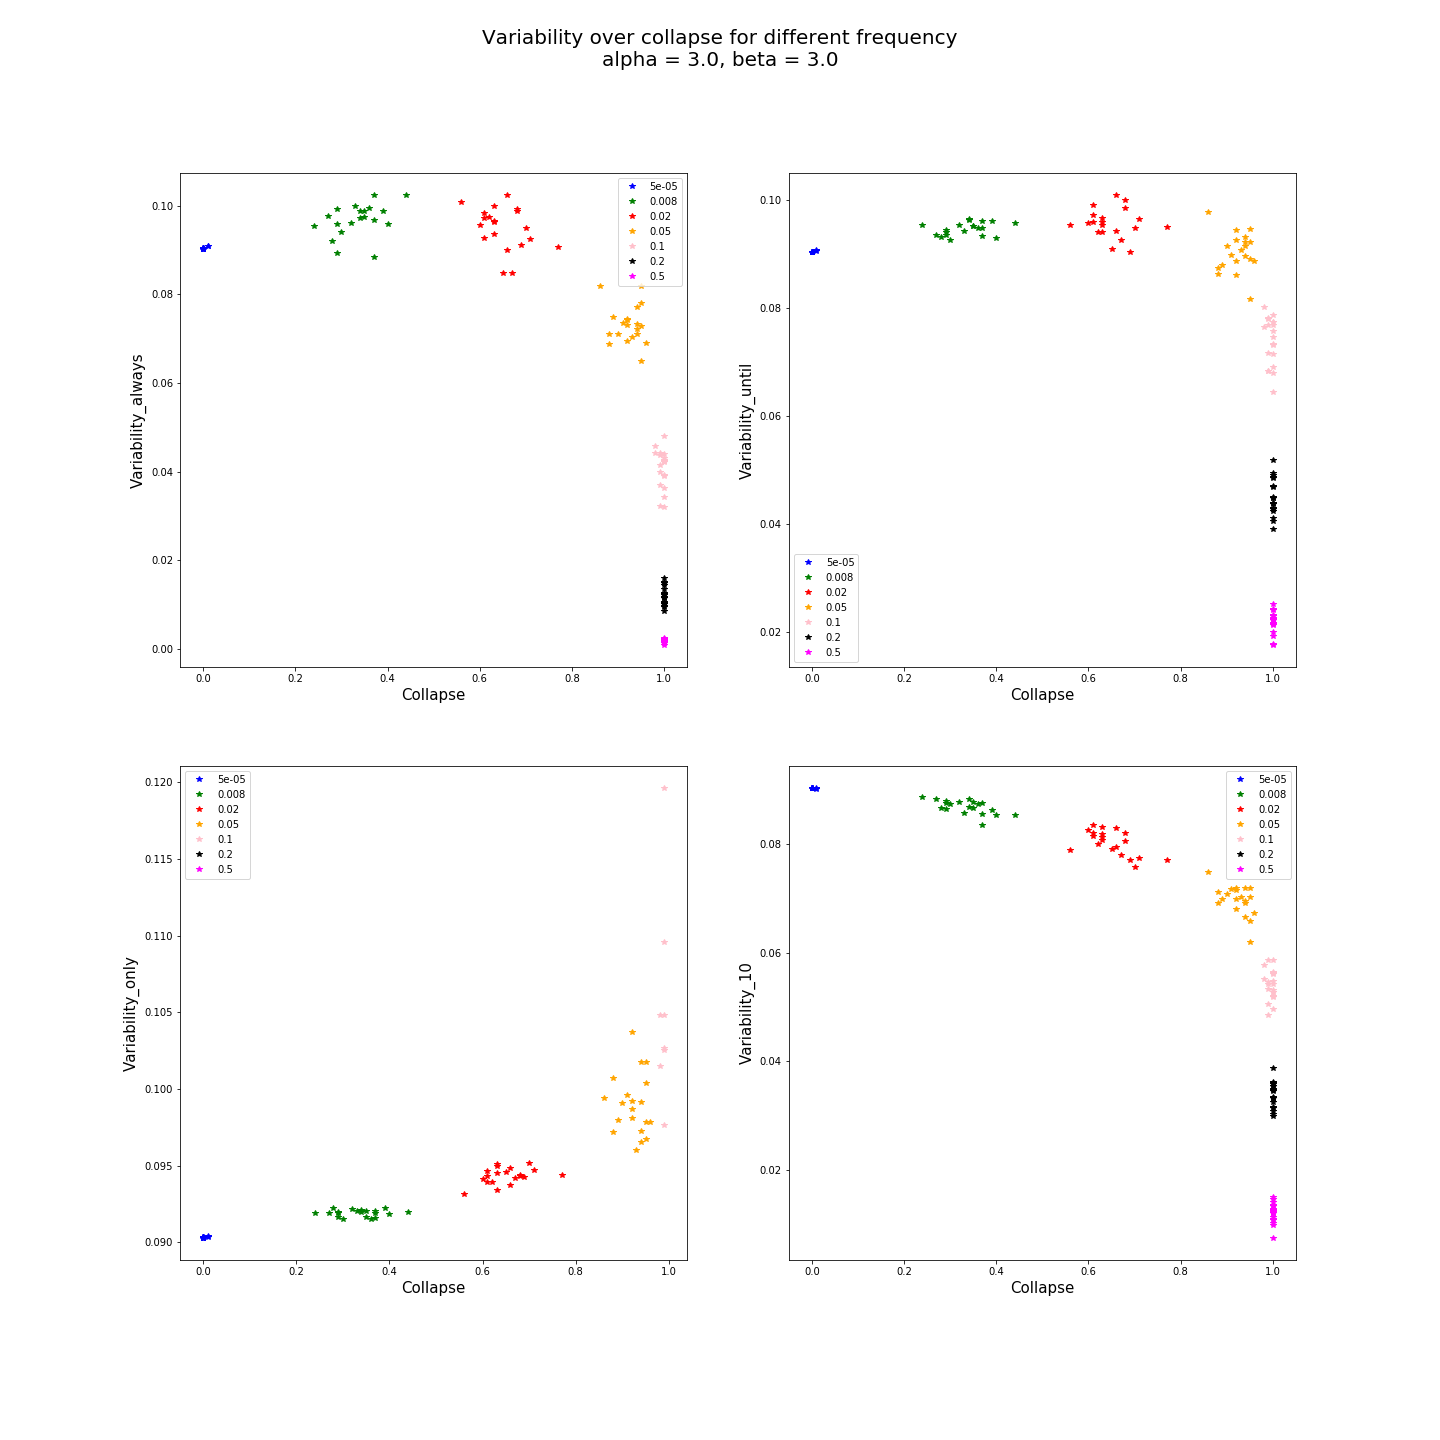 Variability over collapse for different frequency
alpha = 3.0, beta = 3.0
0.10
0.08
0.06
0.04
0.02
0.00
Variability_always
5e-05
0.008
0.02
0.05
0.1
0.2
0.5
0.0 0.2 0.4 0.6 0.8 1.0
Collapse
0.10
0.08
0.06
0.04
0.02
Variability_until
5e-05
0.008
0.02
0.05
0.1
0.2
0.5
0.0 0.2 0.4 0.6 0.8 1.0
Collapse
0.120
0.115
0.110
0.105
0.100
0.095
0.090
Variability_only
5e-05
0.008
0.02
0.05
0.1
0.2
0.5
0.0 0.2 0.4 0.6 0.8 1.0
Collapse
0.08
0.06
0.04
0.02
Variability_10
5e-05
0.008
0.02
0.05
0.1
0.2
0.5
0.0 0.2 0.4 0.6 0.8 1.0
Collapse